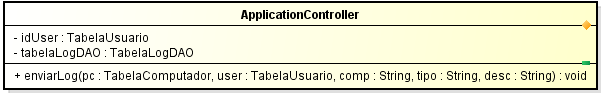 ApplicationController
- idUser : TabelaUsuario
- tabelaLogDAO : TabelaLogDAO
+ enviarLog(pc : TabelaComputador, user : TabelaUsuario, comp : String, tipo : String, desc : String) : void